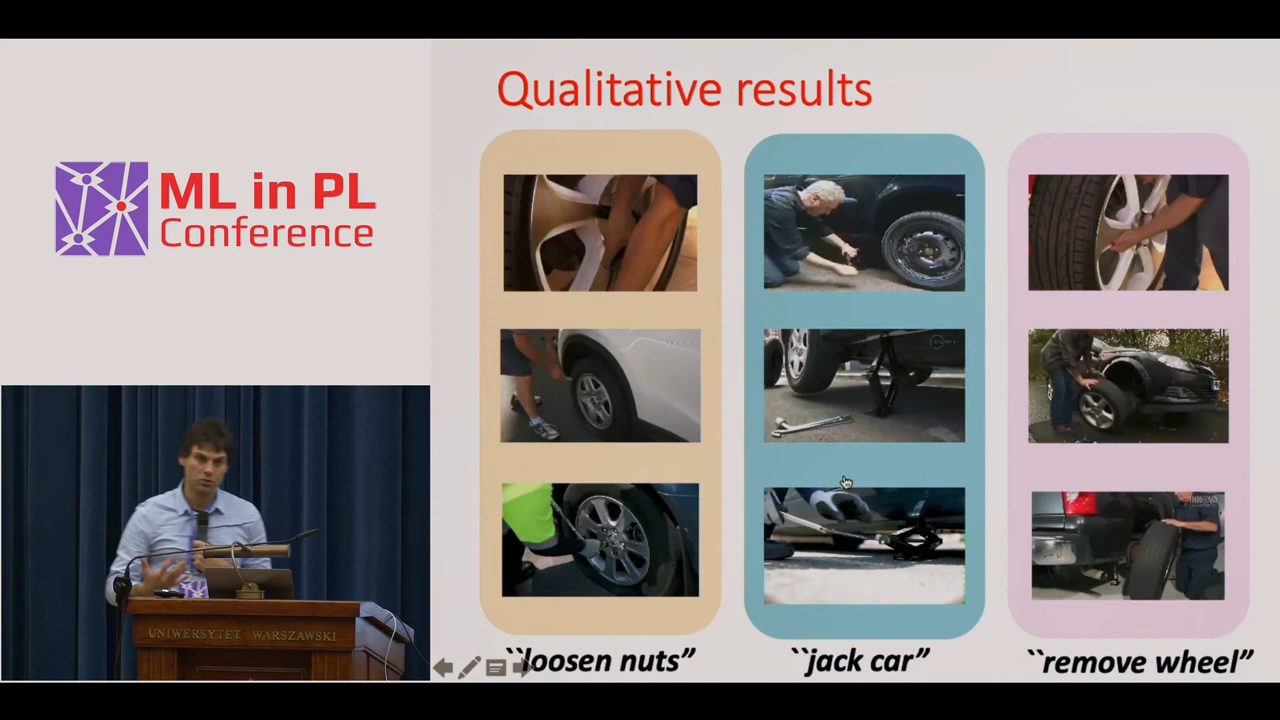 ML in PL
Conference
Qualitative results
UNIWERSYTET WARSZAWSKI
``loosen nuts”
``jack car”
``remove wheel”